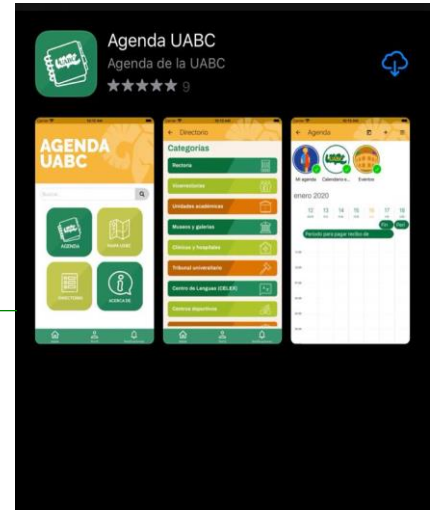 Agenda UABC
Agenda de la UABC
★★★★★ 9
AGENDA
UABC
Buscar...
AGENDA
MAPA UABC
DIRECTORIO
ACERCA DE
← Directorio
Categorías
Rectoría
Vicerrectorías
Unidades académicas
Museos y galerías
Clínicas y hospitales
Tribunal universitario
Centro de Lenguas (CELEX)
Centros deportivos
← Agenda
Mi agenda
Calendario e...
Eventos
enero 2020
12 13 14 15 16 17 18
Periodo para pagar recibo de